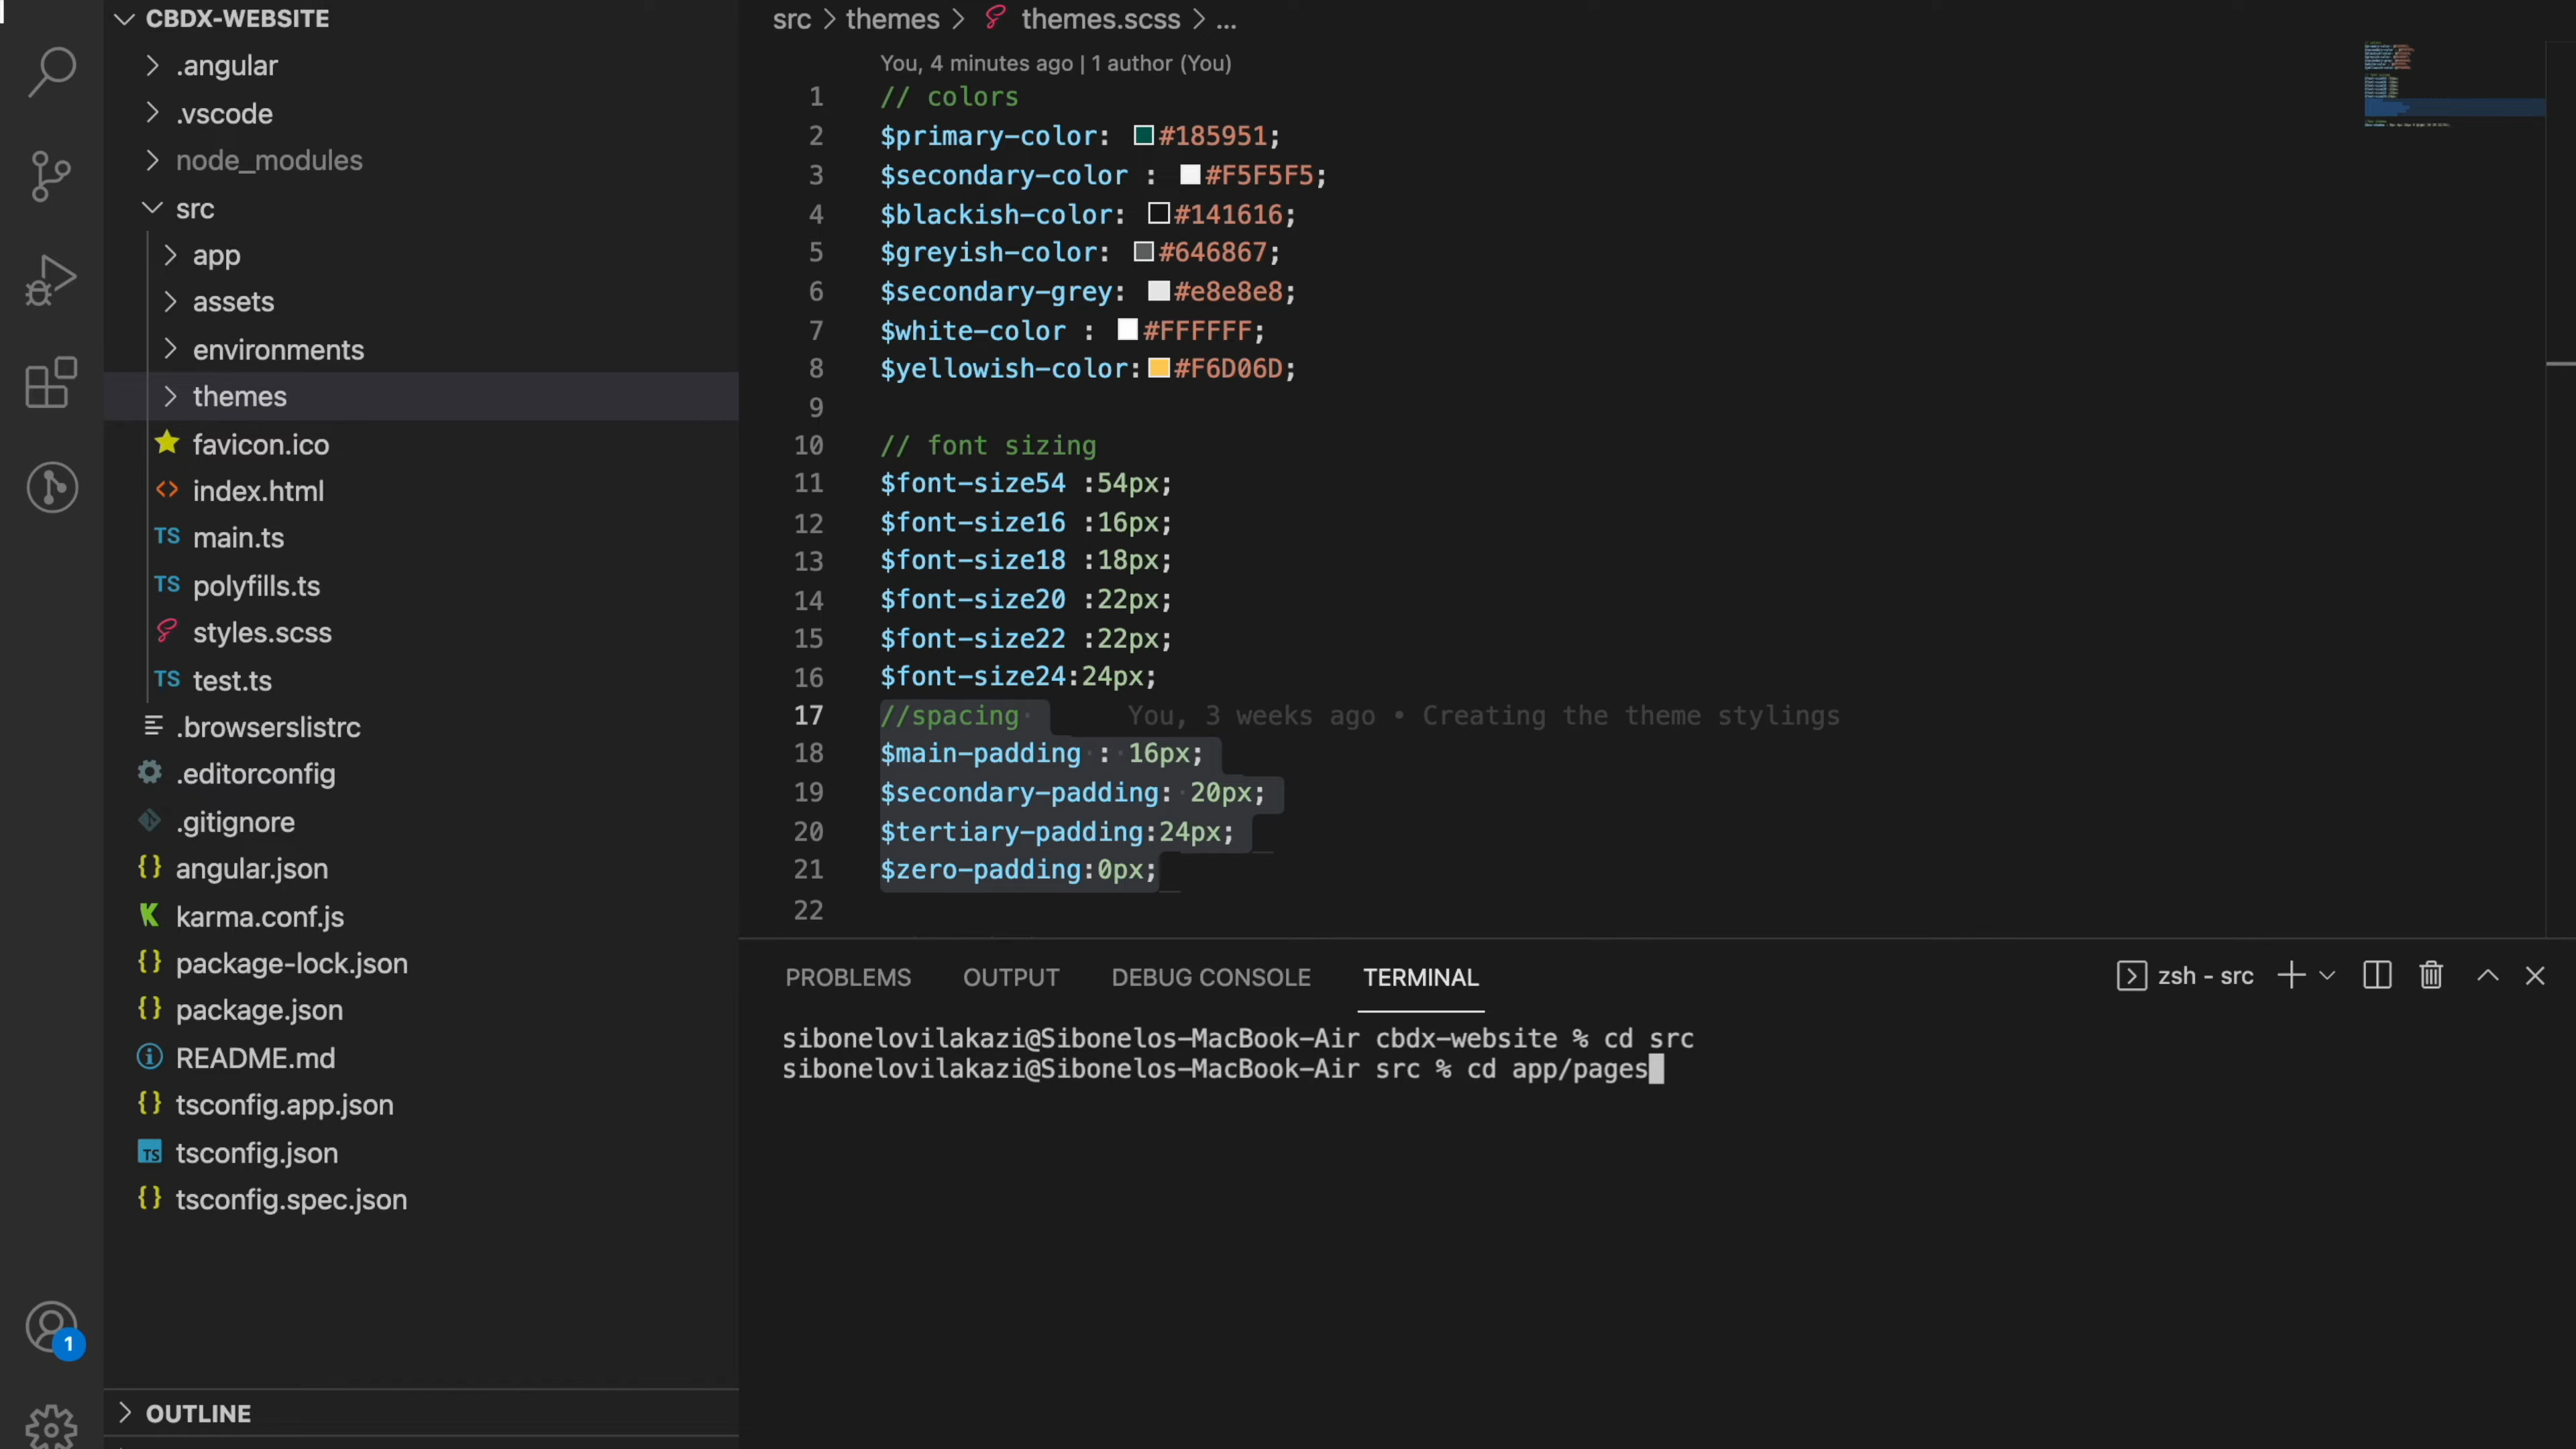 CBDX-WEBSITE
.angular
.vscode
node_modules
src
app
assets
environments
themes
favicon.ico
index.html
TS main.ts
TS polyfills.ts
styles.scss
TS test.ts
.browserslistrc
.editorconfig
.gitignore
{} angular.json
karma.conf.js
{} package-lock.json
{} package.json
README.md
{} tsconfig.app.json
TS tsconfig.json
{} tsconfig.spec.json
1
OUTLINE
src > themes > themes.scss > ...
You, 4 minutes ago | 1 author (You)
1 // colors
2 $primary-color: #185951;
3 $secondary-color : #F5F5F5;
4 $blackish-color: #141616;
5 $greyish-color: #646867;
6 $secondary-grey: #e8e8e8;
7 $white-color : #FFFFFF;
8 $yellowish-color:#F6D06D;
9
10 // font sizing
11 $font-size54 :54px;
12 $font-size16 :16px;
13 $font-size18 :18px;
14 $font-size20 :22px;
15 $font-size22 :22px;
16 $font-size24:24px;
17 //spacing You, 3 weeks ago • Creating the theme stylings
18 $main-padding : 16px;
19 $secondary-padding: 20px;
20 $tertiary-padding:24px;
21 $zero-padding:0px;
22
PROBLEMS OUTPUT DEBUG CONSOLE TERMINAL zsh - src
sibonelovilakazi@Sibonelos-MacBook-Air cbdx-website % cd src
sibonelovilakazi@Sibonelos-MacBook-Air src % cd app/pages